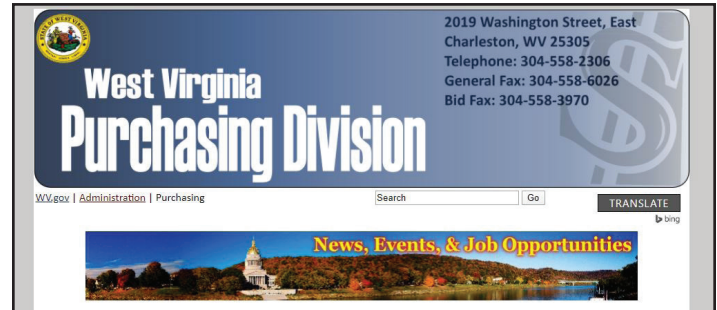 2019 Washington Street, East
Charleston, WV 25305
Telephone: 304-558-2306
General Fax: 304-558-6026
Bid Fax: 304-558-3970
West Virginia
Purchasing Division
WV.gov | Administration | Purchasing
Search
Go
TRANSLATE
bing
News, Events, & Job Opportunities